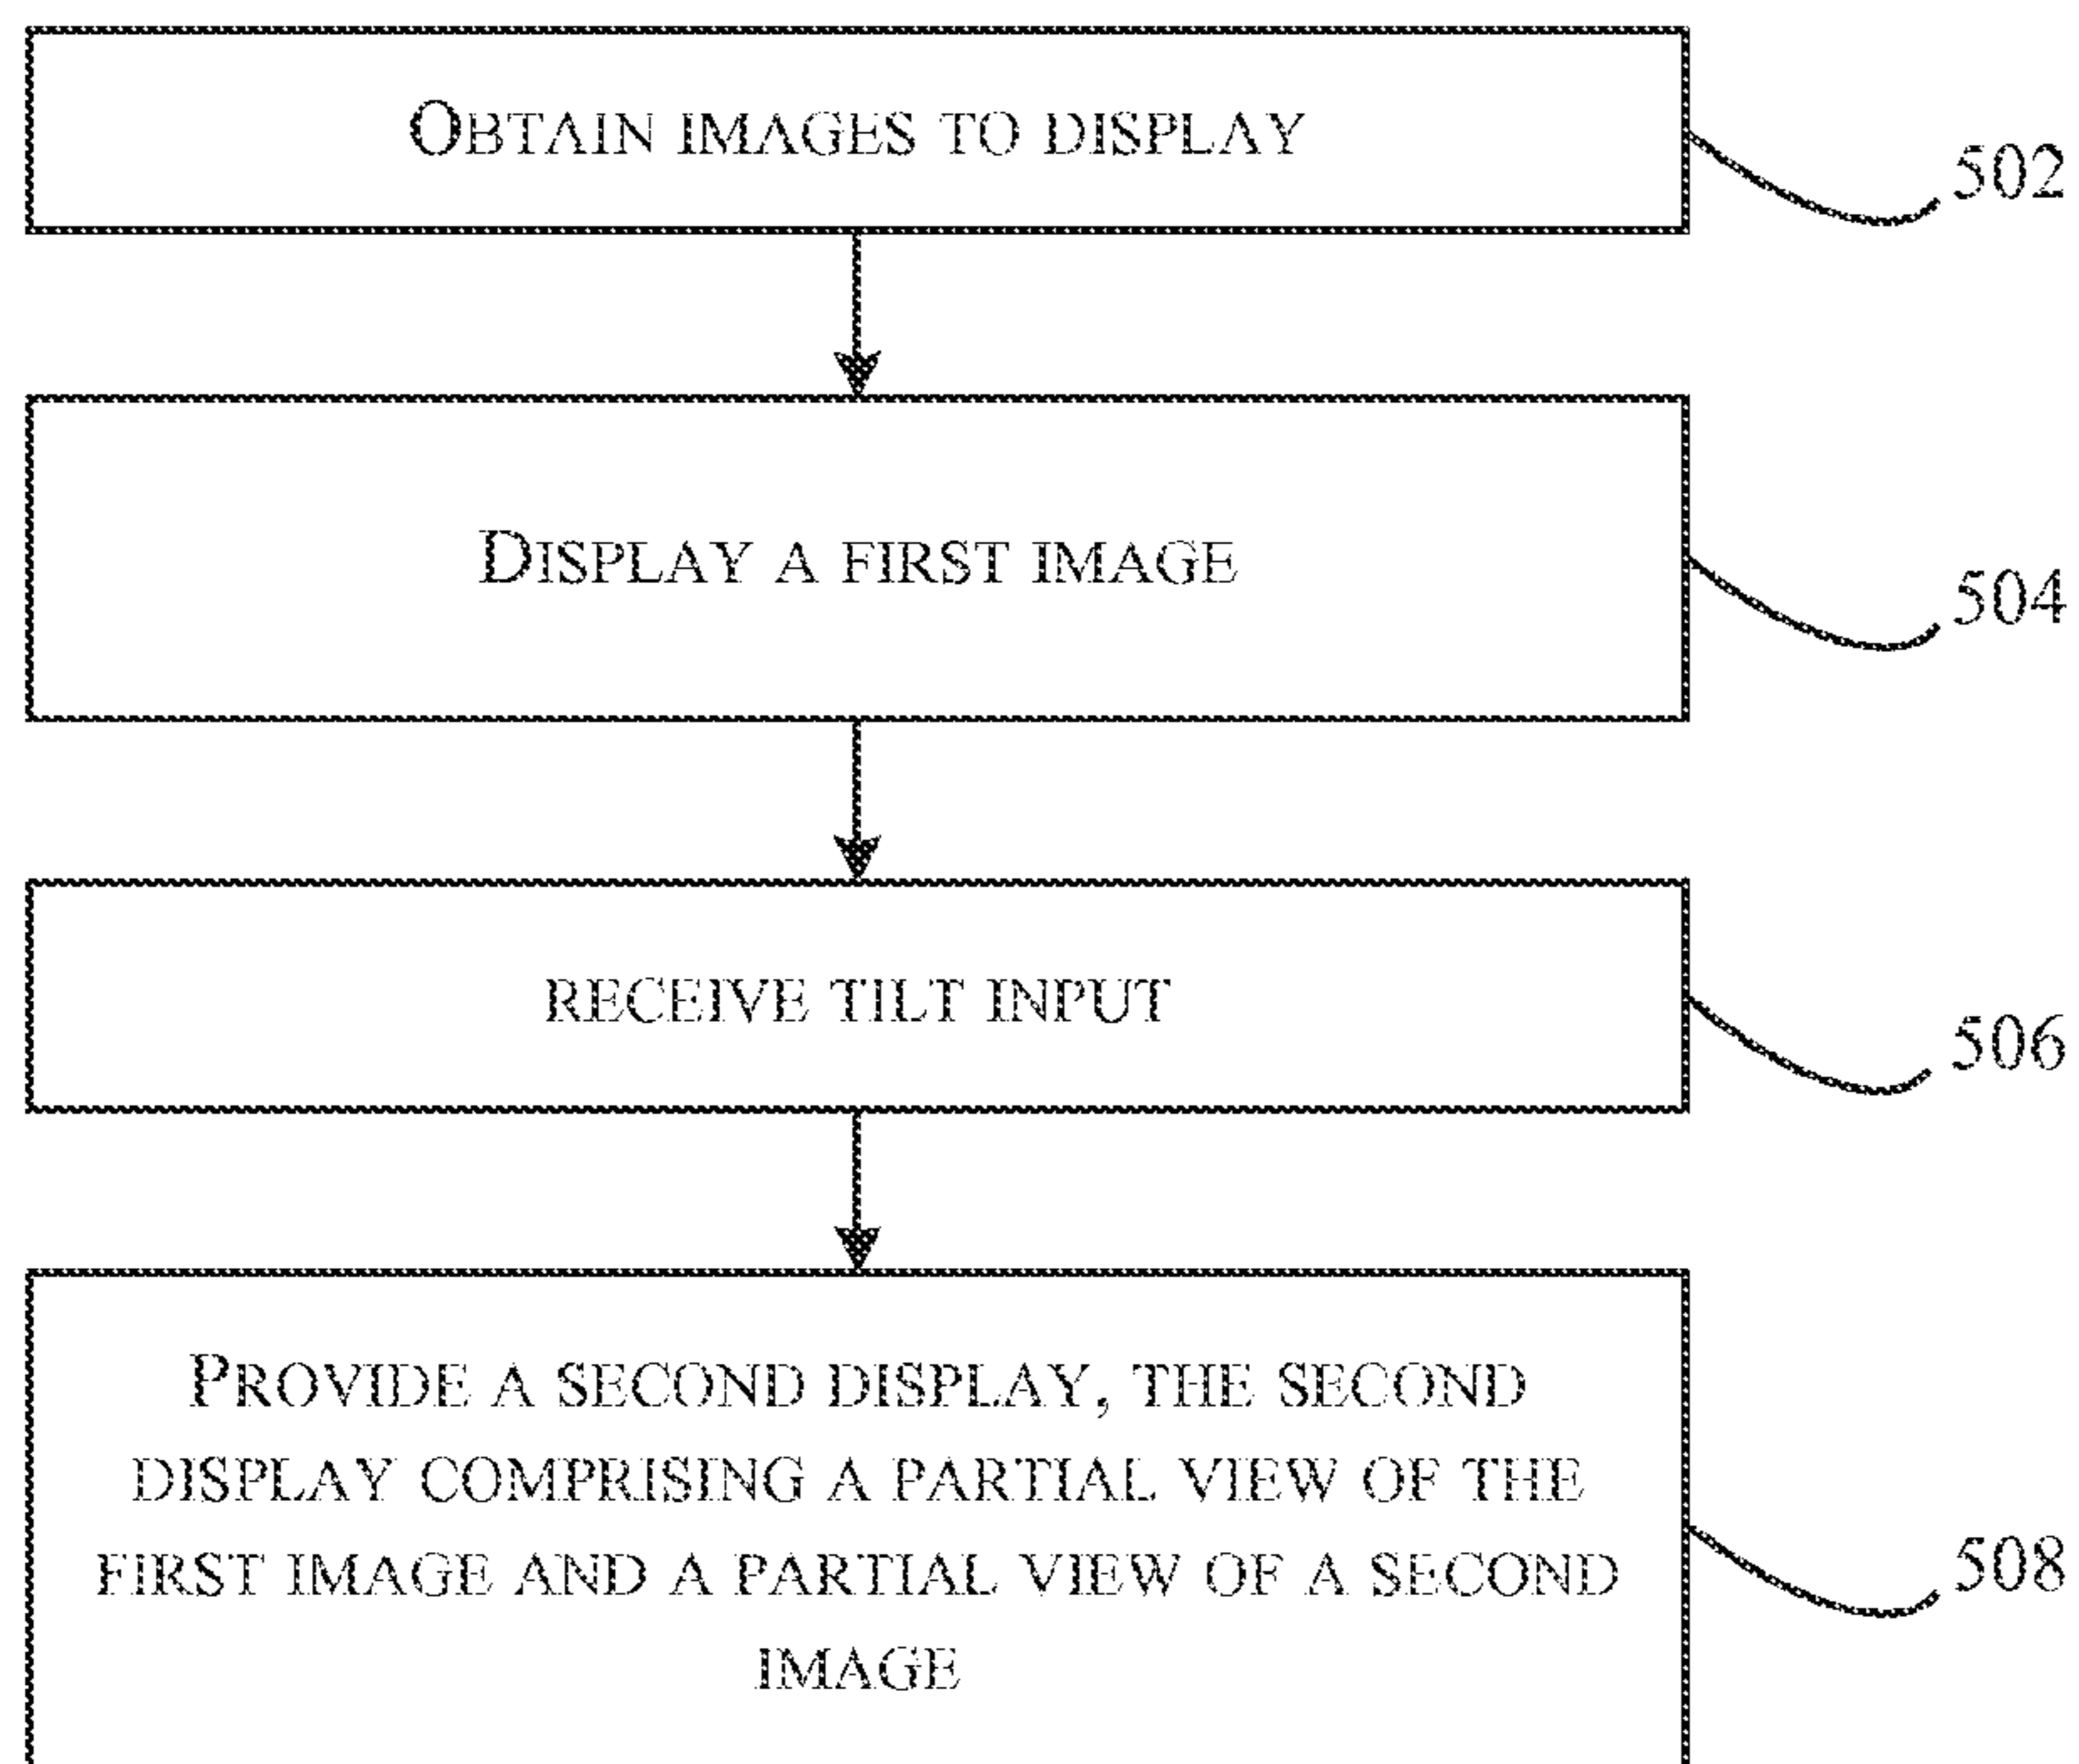 OBTAIN IMAGES TO DISPLAY
502
DISPLAY A FIRST IMAGE
504
RECEIVE TILT INPUT
506
PROVIDE A SECOND DISPLAY, THE SECOND
DISPLAY COMPRISING A PARTIAL VIEW OF THE
FIRST IMAGE AND A PARTIAL VIEW OF A SECOND
IMAGE
508